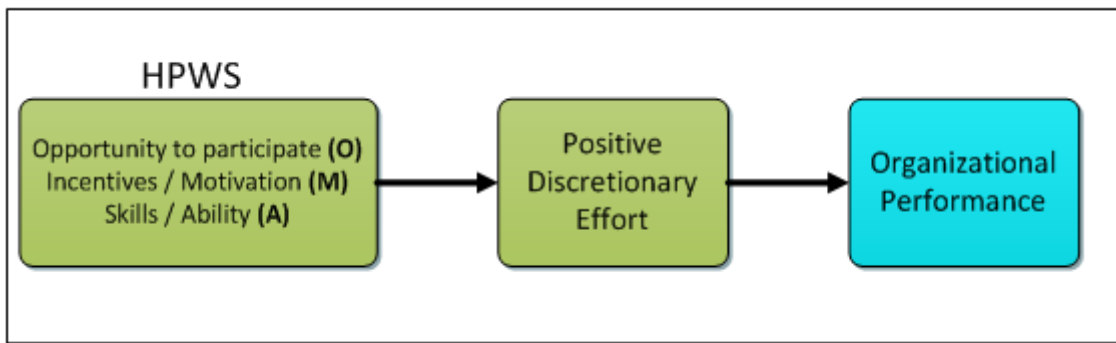 HPWS
Opportunity to participate (O)
Incentives / Motivation (M)
Skills / Ability (A)
Positive
Discretionary
Effort
Organizational
Performance